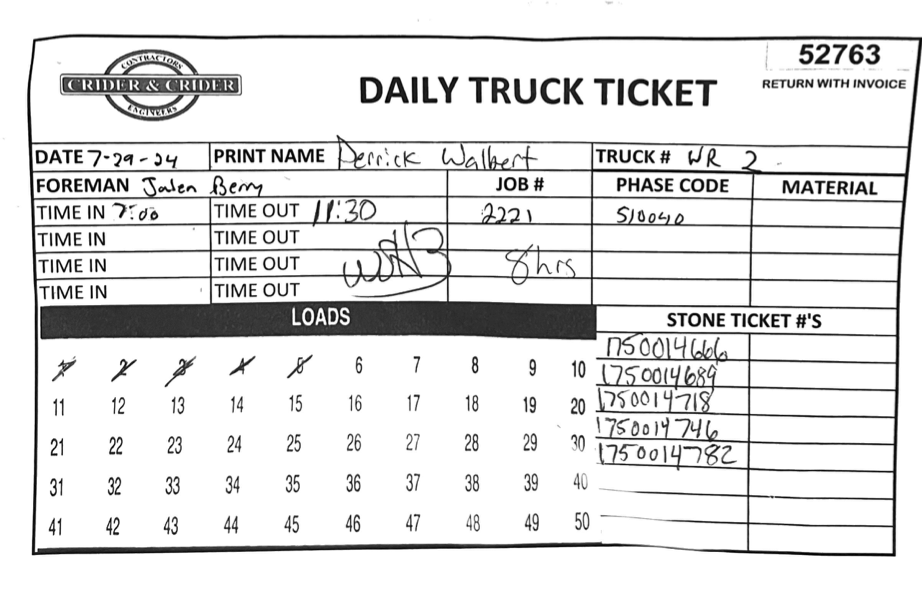 CONTRACTORS
CRIDER & CRIDER
ENGINEERS
DAILY TRUCK TICKET
52763
RETURN WITH INVOICE
DATE 7-29-24 PRINT NAME Derrick Walbert TRUCK # WR 2
FOREMAN Jalen Berry JOB # PHASE CODE MATERIAL
TIME IN 7:00 TIME OUT 11:30 2221 510040
TIME IN TIME OUT
TIME IN TIME OUT 8hrs
TIME IN TIME OUT
LOADS STONE TICKET #'S
1750014666
1 2 3 4 5 6 7 8 9 10 1750014689
11 12 13 14 15 16 17 18 19 20 1750014718
1750014746
21 22 23 24 25 26 27 28 29 30 1750014782
31 32 33 34 35 36 37 38 39 40
41 42 43 44 45 46 47 48 49 50